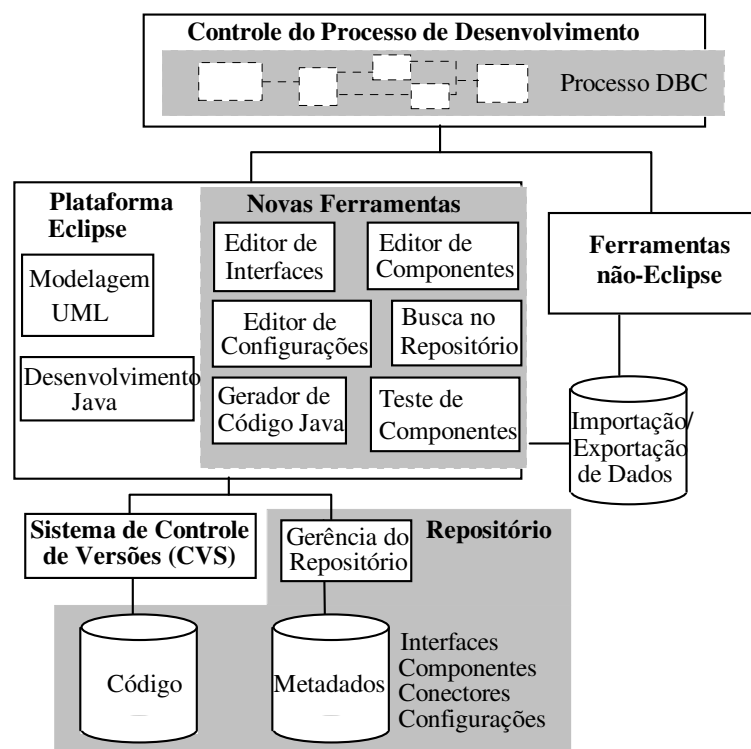 Controle do Processo de Desenvolvimento
Processo DBC
Plataforma
Eclipse
Modelagem
UML
Desenvolvimento
Java
Novas Ferramentas
Editor de
Interfaces
Editor de
Componentes
Editor de
Configurações
Busca no
Repositório
Gerador de
Código Java
Teste de
Componentes
Ferramentas
não-Eclipse
Importação/
Exportação
de Dados
Sistema de Controle
de Versões (CVS)
Gerência do
Repositório
Repositório
Código
Metadados
Interfaces
Componentes
Conectores
Configurações